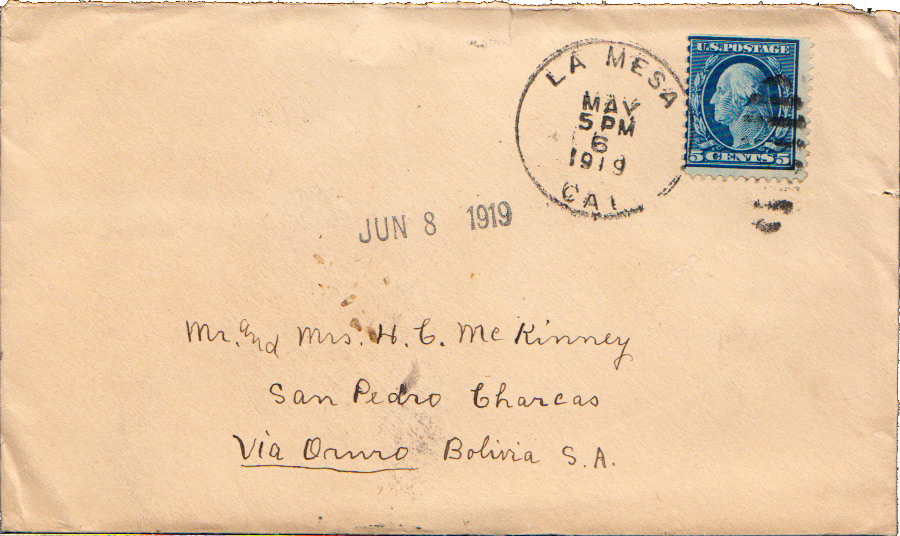 U.S. POSTAGE
5 CENTS 5
LA MESA
MAY
5 PM
6
1919
CAL
JUN 8 1919
Mr. and Mrs. H. C. McKinney
San Pedro Charcas
Via Oruro Bolivia S.A.